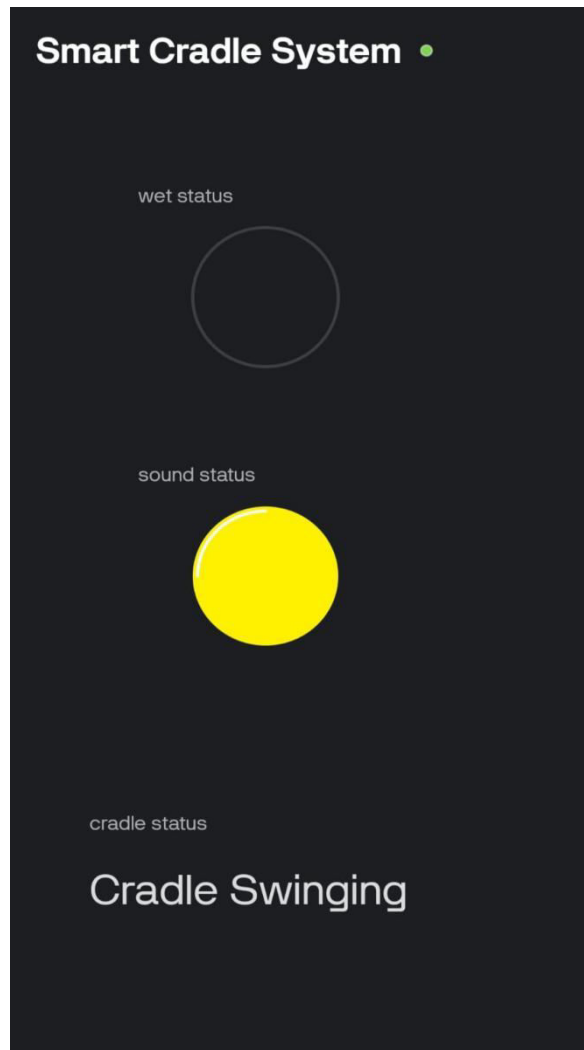 Smart Cradle System
wet status
sound status
cradle status
Cradle Swinging